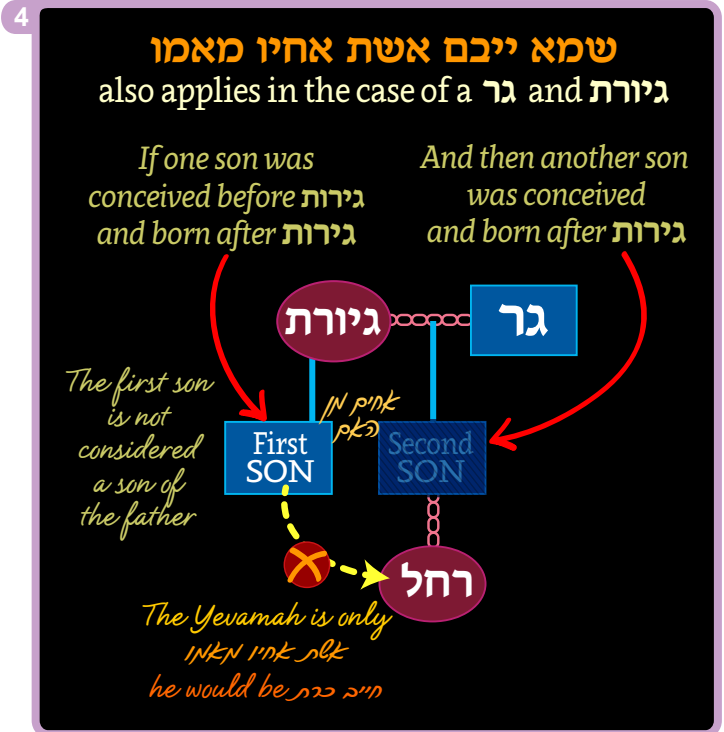 4
שמא ייבם אשת אחיו מאמו
also applies in the case of a גר and גיורת
If one son was
conceived before גירות
and born after גירות
And then another son
was conceived
and born after גירות
גיורת
גר
The first son
is not
considered
a son of
the father
אחים מן
האם
First
SON
Second
SON
רחל
The Yevamah is only
אשת אחיו מאמו
he would be חייב כרת